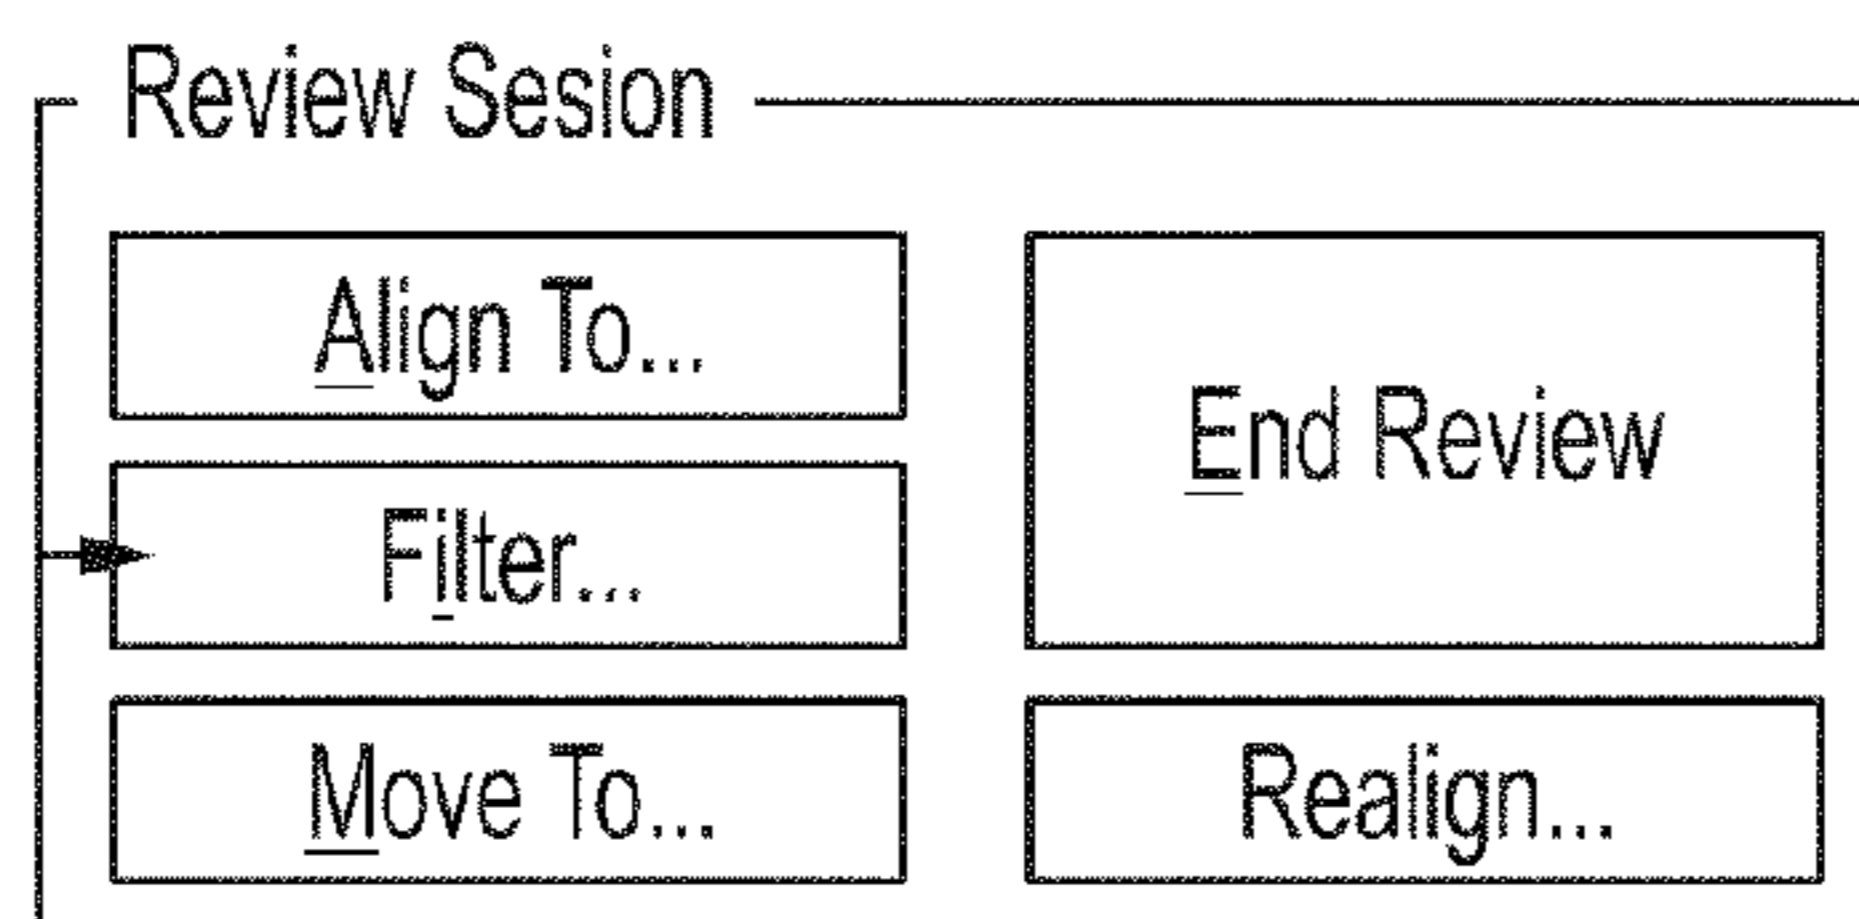 Review Sesion
Align To...
End Review
Filter...
Move To...
Realign...